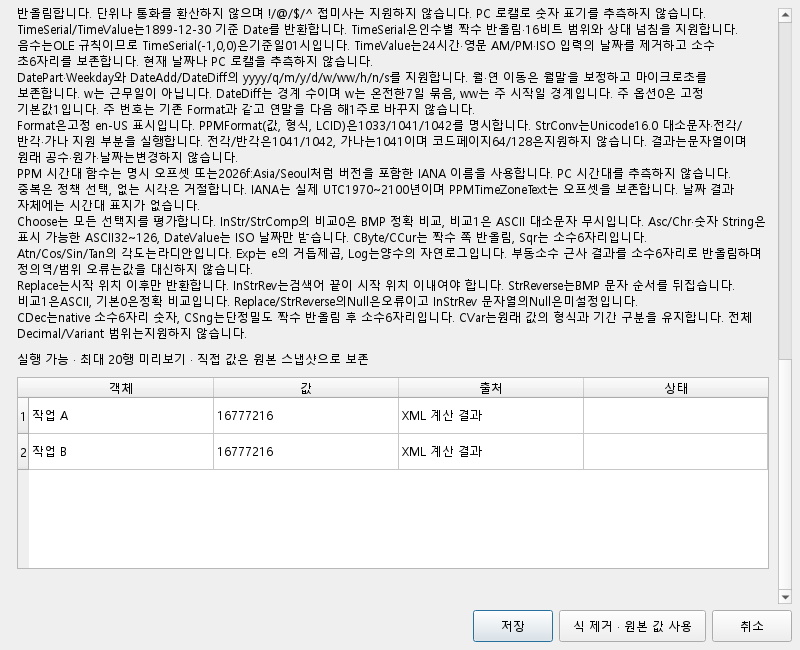 반올림합니다. 단위나 통화를 환산하지 않으며 !/@/$/^ 접미사는 지원하지 않습니다. PC 로캘로 숫자 표기를 추측하지 않습니다.
TimeSerial/TimeValue는1899-12-30 기준 Date를 반환합니다. TimeSerial은인수별 짝수 반올림·16비트 범위와 상대 넘침을 지원합니다.
음수는OLE 규칙이므로 TimeSerial(-1,0,0)은기준일01시입니다. TimeValue는24시간·영문 AM/PM·ISO 입력의 날짜를 제거하고 소수
초6자리를 보존합니다. 현재 날짜나 PC 로캘을 추측하지 않습니다.
DatePart·Weekday와 DateAdd/DateDiff의 yyyy/q/m/y/d/w/ww/h/n/s를 지원합니다. 월·연 이동은 월말을 보정하고 마이크로초를
보존합니다. w는 근무일이 아닙니다. DateDiff는 경계 수이며 w는 온전한7일 묶음, ww는 주 시작일 경계입니다. 주 옵션0은 고정
기본값1입니다. 주 번호는 기존 Format과 같고 연말을 다음 해1주로 바꾸지 않습니다.
Format은고정 en-US 표시입니다. PPMFormat(값, 형식, LCID)은1033/1041/1042를 명시합니다. StrConv는Unicode16.0 대소문자·전각/
반각·가나 지원 부분을 실행합니다. 전각/반각은1041/1042, 가나는1041이며 코드페이지64/128은지원하지 않습니다. 결과는문자열이며
원래 공수·원가·날짜는변경하지 않습니다.
PPM 시간대 함수는 명시 오프셋 또는2026f:Asia/Seoul처럼 버전을 포함한 IANA 이름을 사용합니다. PC 시간대를 추측하지 않습니다.
중복은 정책 선택, 없는 시각은 거절합니다. IANA는 실제 UTC1970~2100년이며 PPMTimeZoneText는 오프셋을 보존합니다. 날짜 결과
자체에는 시간대 표지가 없습니다.
Choose는 모든 선택지를 평가합니다. InStr/StrComp의 비교0은 BMP 정확 비교, 비교1은 ASCII 대소문자 무시입니다. Asc/Chr·숫자 String은
표시 가능한 ASCII32~126, DateValue는 ISO 날짜만 받습니다. CByte/CCur는 짝수 쪽 반올림, Sqr는 소수6자리입니다.
Atn/Cos/Sin/Tan의 각도는라디안입니다. Exp는 e의 거듭제곱, Log는양수의 자연로그입니다. 부동소수 근사 결과를 소수6자리로 반올림하며
정의역/범위 오류는값을 대신하지 않습니다.
Replace는시작 위치 이후만 반환합니다. InStrRev는검색어 끝이 시작 위치 이내여야 합니다. StrReverse는BMP 문자 순서를 뒤집습니다.
비교1은ASCII, 기본0은정확 비교입니다. Replace/StrReverse의Null은오류이고 InStrRev 문자열의Null은미설정입니다.
CDec는native 소수6자리 숫자, CSng는단정밀도 짝수 반올림 후 소수6자리입니다. CVar는원래 값의 형식과 기간 구분을 유지합니다. 전체
Decimal/Variant 범위는지원하지 않습니다.
실행 가능 · 최대 20행 미리보기 · 직접 값은 원본 스냅샷으로 보존
객체 값 출처 상태
1 작업 A 16777216 XML 계산 결과
2 작업 B 16777216 XML 계산 결과
저장 식 제거 · 원본 값 사용 취소